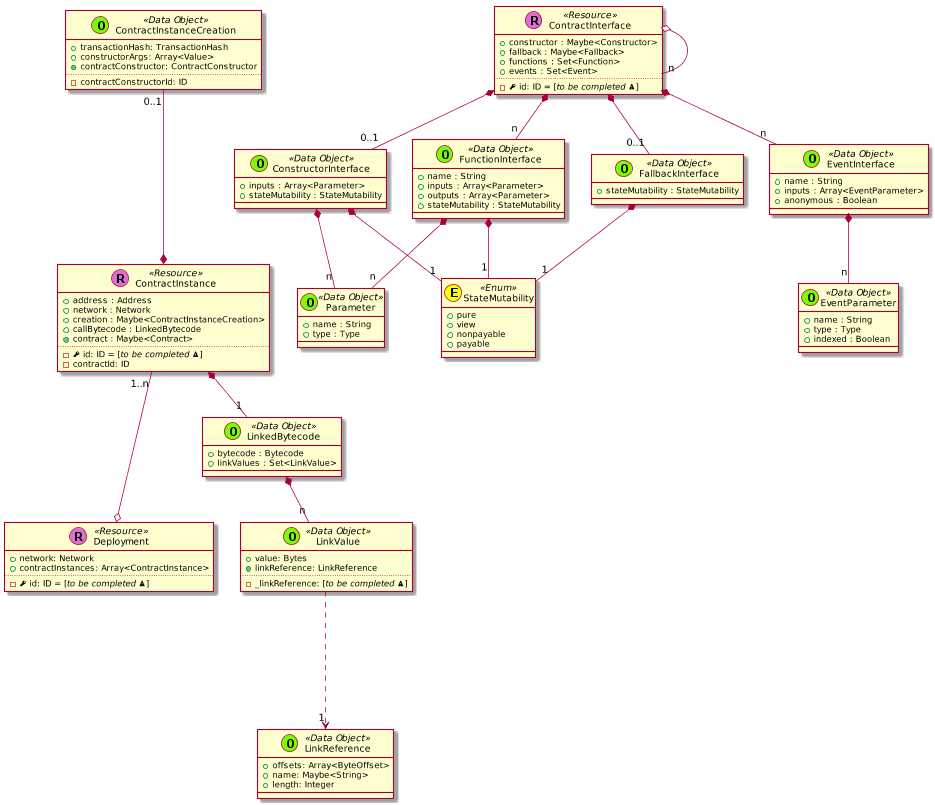 O «Data Object»
ContractInstanceCreation
transactionHash: TransactionHash
constructorArgs: Array<Value>
contractConstructor: ContractConstructor
contractConstructorId: ID
0..1
R «Resource»
ContractInterface
constructor : Maybe<Constructor>
fallback : Maybe<Fallback>
functions : Set<Function>
events : Set<Event>
id: ID = [to be completed ]
n
0..1
n
0..1
n
O «Data Object»
ConstructorInterface
inputs : Array<Parameter>
stateMutability : StateMutability
O «Data Object»
FunctionInterface
name : String
inputs : Array<Parameter>
outputs : Array<Parameter>
stateMutability : StateMutability
O «Data Object»
FallbackInterface
stateMutability : StateMutability
O «Data Object»
EventInterface
name : String
inputs : Array<EventParameter>
anonymous : Boolean
n
n
1
1
1
n
R «Resource»
ContractInstance
address : Address
network : Network
creation : Maybe<ContractInstanceCreation>
callBytecode : LinkedBytecode
contract : Maybe<Contract>
id: ID = [to be completed ]
contractId: ID
O «Data Object»
Parameter
name : String
type : Type
E «Enum»
StateMutability
pure
view
nonpayable
payable
O «Data Object»
EventParameter
name : String
type : Type
indexed : Boolean
1..n
1
O «Data Object»
LinkedBytecode
bytecode : Bytecode
linkValues : Set<LinkValue>
n
R «Resource»
Deployment
network: Network
contractInstances: Array<ContractInstance>
id: ID = [to be completed ]
O «Data Object»
LinkValue
value: Bytes
linkReference: LinkReference
_linkReference: [to be completed ]
1
O «Data Object»
LinkReference
offsets: Array<ByteOffset>
name: Maybe<String>
length: Integer